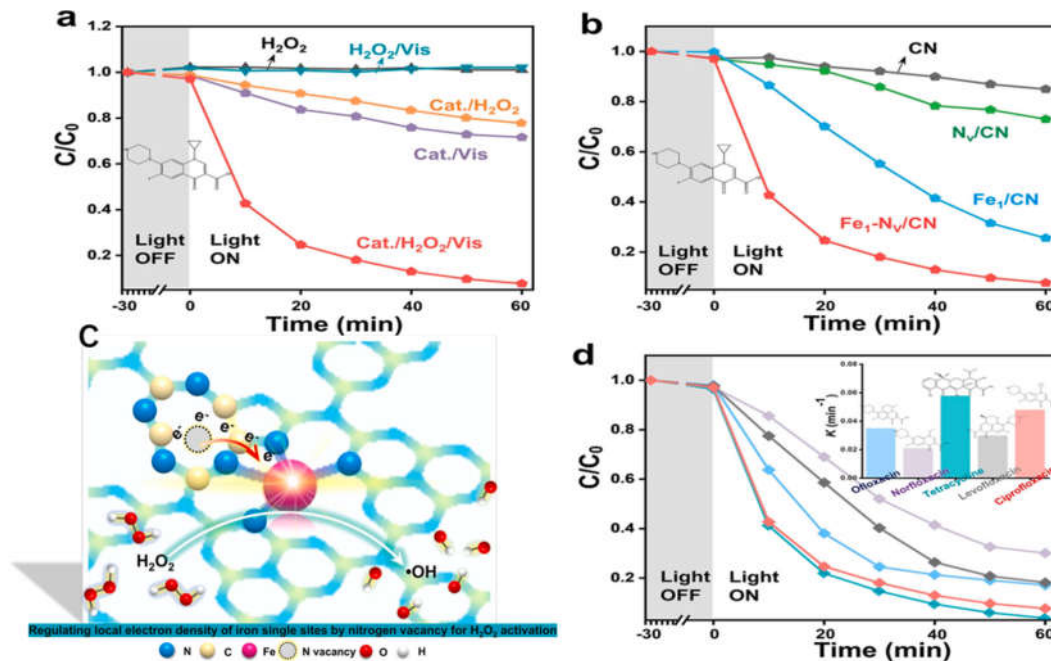 a
1.2
1.0
0.8
0.6
0.4
0.2
C/C₀
H₂O₂
H₂O₂/Vis
Cat./H₂O₂
Cat./Vis
Cat./H₂O₂/Vis
Light
OFF
Light
ON
-30 0 20 40 60
Time (min)
b
1.0
0.8
0.6
0.4
0.2
C/C₀
CN
Nᵥ/CN
Fe₁/CN
Fe₁-Nᵥ/CN
Light
OFF
Light
ON
-30 0 20 40 60
Time (min)
C
e⁻
e⁻
e⁻
e⁻
e⁻
H₂O₂
•OH
Regulating local electron density of iron single sites by nitrogen vacancy for H₂O₂ activation
N C Fe N vacancy O H
d
1.0
0.8
0.6
0.4
0.2
C/C₀
Light
OFF
Light
ON
-30 0 20 40 60
Time (min)
0.08
0.06
0.04
0.02
0.00
K (min⁻¹)
Ofloxacin
Norfloxacin
Tetracycline
Levofloxacin
Ciprofloxacin